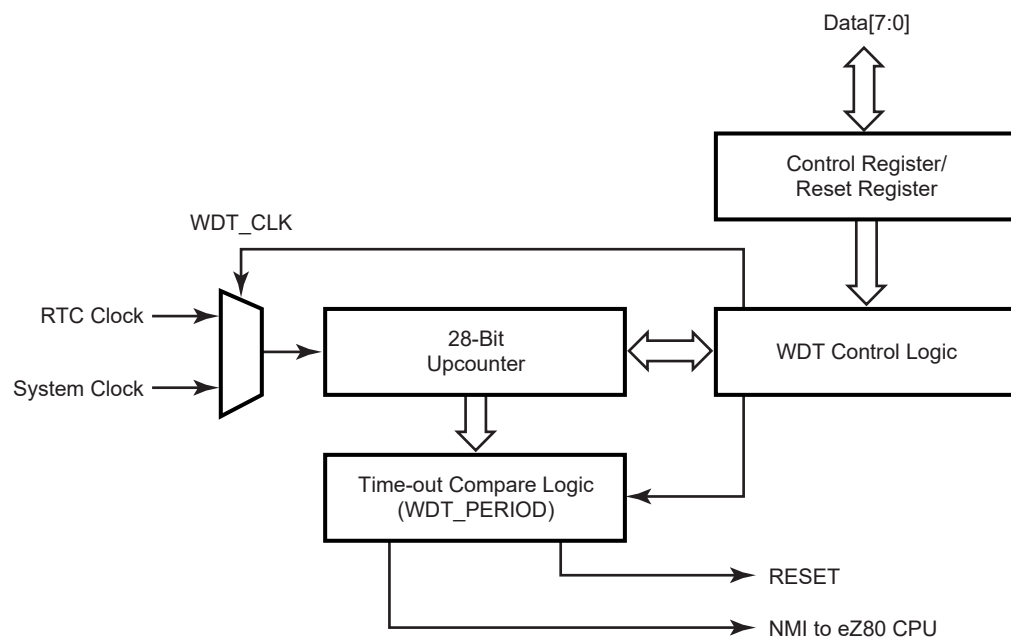 Data[7:0]
Control Register/
Reset Register
WDT_CLK
RTC Clock
System Clock
28-Bit
Upcounter
WDT Control Logic
Time-out Compare Logic
(WDT_PERIOD)
RESET
NMI to eZ80 CPU